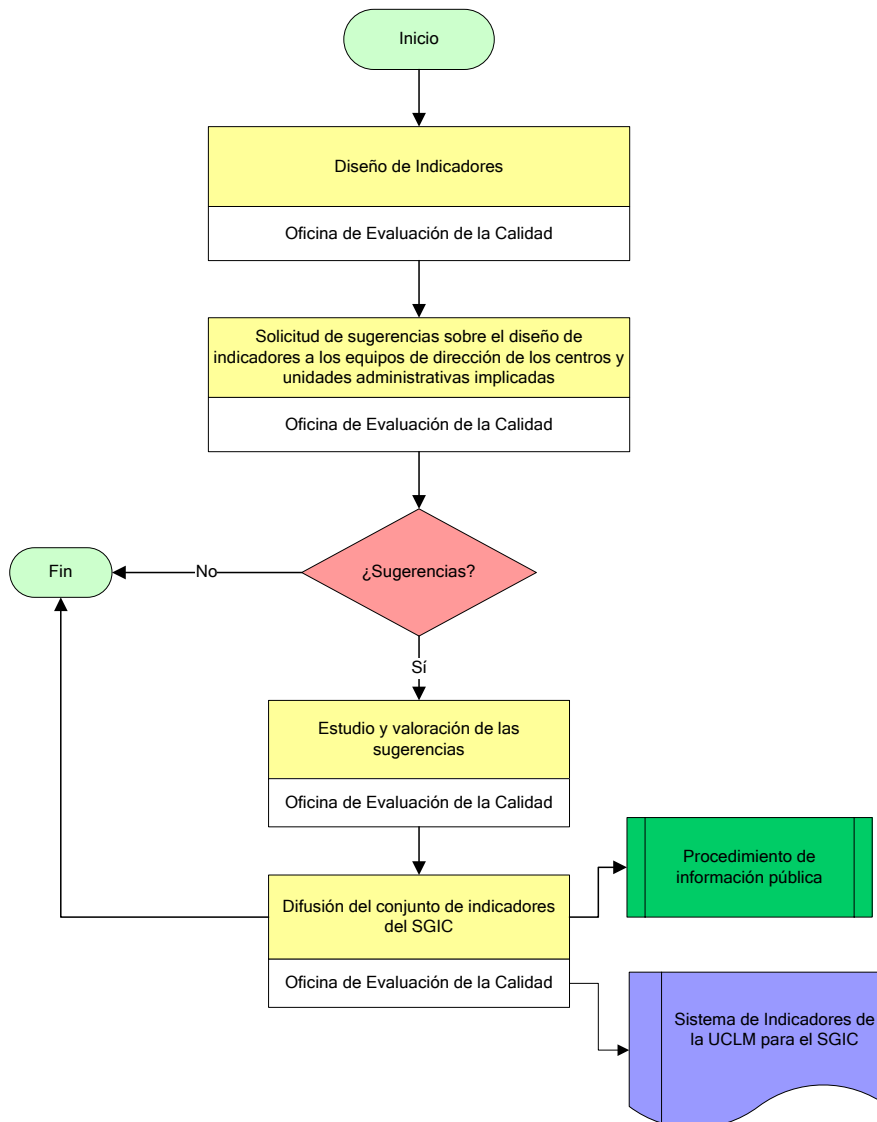 Inicio
Diseño de Indicadores
Oficina de Evaluación de la Calidad
Solicitud de sugerencias sobre el diseño de
indicadores a los equipos de dirección de los centros y
unidades administrativas implicadas
Oficina de Evaluación de la Calidad
¿Sugerencias?
No
Fin
Sí
Estudio y valoración de las
sugerencias
Oficina de Evaluación de la Calidad
Difusión del conjunto de indicadores
del SGIC
Oficina de Evaluación de la Calidad
Procedimiento de
información pública
Sistema de Indicadores de
la UCLM para el SGIC